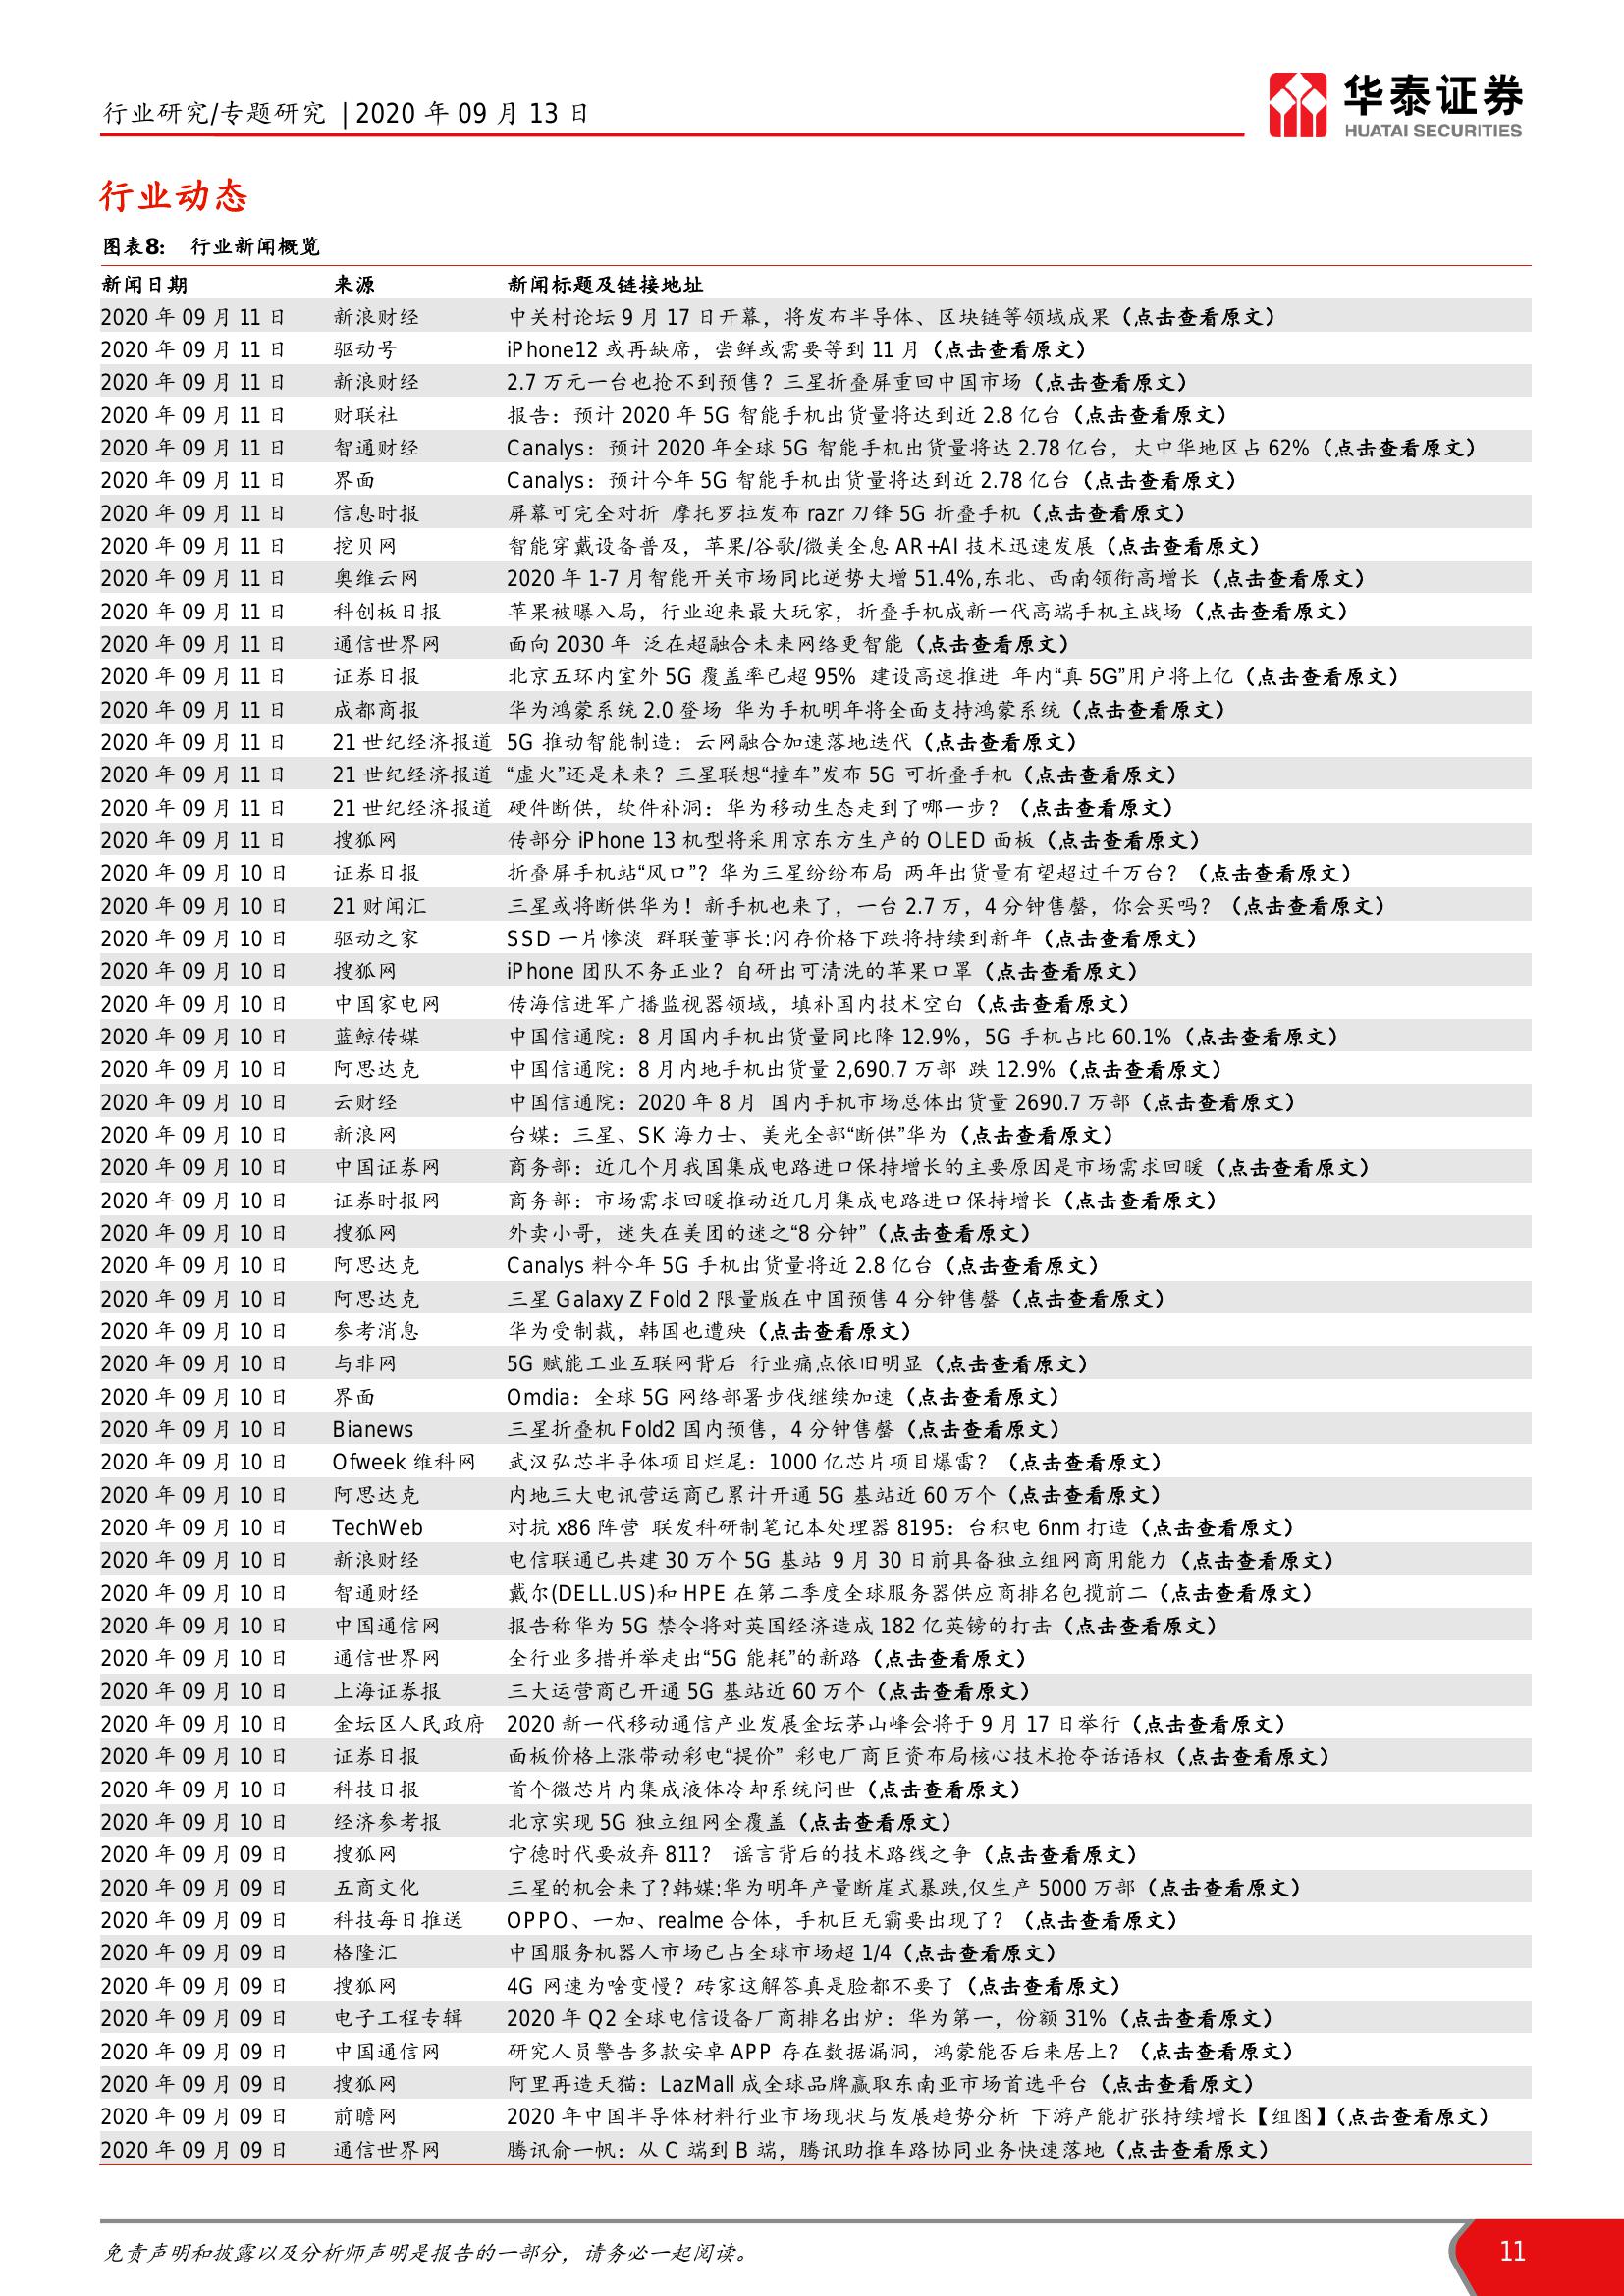 行业研究/专题研究 | 2020 年 09 月 13 日
华泰证券
HUATAI SECURITIES
行业动态
图表8： 行业新闻概览
新闻日期 来源 新闻标题及链接地址
2020 年 09 月 11 日 新浪财经 中关村论坛 9 月 17 日开幕，将发布半导体、区块链等领域成果（点击查看原文）
2020 年 09 月 11 日 驱动号 iPhone12 或再缺席，尝鲜或需要等到 11 月（点击查看原文）
2020 年 09 月 11 日 新浪财经 2.7 万元一台也抢不到预售？三星折叠屏重回中国市场（点击查看原文）
2020 年 09 月 11 日 财联社 报告：预计 2020 年 5G 智能手机出货量将达到近 2.8 亿台（点击查看原文）
2020 年 09 月 11 日 智通财经 Canalys：预计 2020 年全球 5G 智能手机出货量将达 2.78 亿台，大中华地区占 62%（点击查看原文）
2020 年 09 月 11 日 界面 Canalys：预计今年 5G 智能手机出货量将达到近 2.78 亿台（点击查看原文）
2020 年 09 月 11 日 信息时报 屏幕可完全对折 摩托罗拉发布 razr 刀锋 5G 折叠手机（点击查看原文）
2020 年 09 月 11 日 挖贝网 智能穿戴设备普及，苹果/谷歌/微美全息 AR+AI 技术迅速发展（点击查看原文）
2020 年 09 月 11 日 奥维云网 2020 年 1-7 月智能开关市场同比逆势大增 51.4%,东北、西南领衔高增长（点击查看原文）
2020 年 09 月 11 日 科创板日报 苹果被曝入局，行业迎来最大玩家，折叠手机成新一代高端手机主战场（点击查看原文）
2020 年 09 月 11 日 通信世界网 面向 2030 年 泛在超融合未来网络更智能（点击查看原文）
2020 年 09 月 11 日 证券日报 北京五环内室外 5G 覆盖率已超 95% 建设高速推进 年内“真 5G”用户将上亿（点击查看原文）
2020 年 09 月 11 日 成都商报 华为鸿蒙系统 2.0 登场 华为手机明年将全面支持鸿蒙系统（点击查看原文）
2020 年 09 月 11 日 21 世纪经济报道 5G 推动智能制造：云网融合加速落地迭代（点击查看原文）
2020 年 09 月 11 日 21 世纪经济报道 “虚火”还是未来？三星联想“撞车”发布 5G 可折叠手机（点击查看原文）
2020 年 09 月 11 日 21 世纪经济报道 硬件断供，软件补洞：华为移动生态走到了哪一步？（点击查看原文）
2020 年 09 月 11 日 搜狐网 传部分 iPhone 13 机型将采用京东方生产的 OLED 面板（点击查看原文）
2020 年 09 月 10 日 证券日报 折叠屏手机站“风口”？华为三星纷纷布局 两年出货量有望超过千万台？（点击查看原文）
2020 年 09 月 10 日 21 财闻汇 三星或将断供华为！新手机也来了，一台 2.7 万，4 分钟售罄，你会买吗？（点击查看原文）
2020 年 09 月 10 日 驱动之家 SSD 一片惨淡 群联董事长:闪存价格下跌将持续到新年（点击查看原文）
2020 年 09 月 10 日 搜狐网 iPhone 团队不务正业？自研出可清洗的苹果口罩（点击查看原文）
2020 年 09 月 10 日 中国家电网 传海信进军广播监视器领域，填补国内技术空白（点击查看原文）
2020 年 09 月 10 日 蓝鲸传媒 中国信通院：8 月国内手机出货量同比降 12.9%，5G 手机占比 60.1%（点击查看原文）
2020 年 09 月 10 日 阿思达克 中国信通院：8 月内地手机出货量 2,690.7 万部 跌 12.9%（点击查看原文）
2020 年 09 月 10 日 云财经 中国信通院：2020 年 8 月 国内手机市场总体出货量 2690.7 万部（点击查看原文）
2020 年 09 月 10 日 新浪网 台媒：三星、SK 海力士、美光全部“断供”华为（点击查看原文）
2020 年 09 月 10 日 中国证券网 商务部：近几个月我国集成电路进口保持增长的主要原因是市场需求回暖（点击查看原文）
2020 年 09 月 10 日 证券时报网 商务部：市场需求回暖推动近几月集成电路进口保持增长（点击查看原文）
2020 年 09 月 10 日 搜狐网 外卖小哥，迷失在美团的迷之“8 分钟”（点击查看原文）
2020 年 09 月 10 日 阿思达克 Canalys 料今年 5G 手机出货量将近 2.8 亿台（点击查看原文）
2020 年 09 月 10 日 阿思达克 三星 Galaxy Z Fold 2 限量版在中国预售 4 分钟售罄（点击查看原文）
2020 年 09 月 10 日 参考消息 华为受制裁，韩国也遭殃（点击查看原文）
2020 年 09 月 10 日 与非网 5G 赋能工业互联网背后 行业痛点依旧明显（点击查看原文）
2020 年 09 月 10 日 界面 Omdia：全球 5G 网络部署步伐继续加速（点击查看原文）
2020 年 09 月 10 日 Bianews 三星折叠机 Fold2 国内预售，4 分钟售罄（点击查看原文）
2020 年 09 月 10 日 Ofweek 维科网 武汉弘芯半导体项目烂尾：1000 亿芯片项目爆雷？（点击查看原文）
2020 年 09 月 10 日 阿思达克 内地三大电讯营运商已累计开通 5G 基站近 60 万个（点击查看原文）
2020 年 09 月 10 日 TechWeb 对抗 x86 阵营 联发科研制笔记本处理器 8195：台积电 6nm 打造（点击查看原文）
2020 年 09 月 10 日 新浪财经 电信联通已共建 30 万个 5G 基站 9 月 30 日前具备独立组网商用能力（点击查看原文）
2020 年 09 月 10 日 智通财经 戴尔(DELL.US)和 HPE 在第二季度全球服务器供应商排名包揽前二（点击查看原文）
2020 年 09 月 10 日 中国通信网 报告称华为 5G 禁令将对英国经济造成 182 亿英镑的打击（点击查看原文）
2020 年 09 月 10 日 通信世界网 全行业多措并举走出“5G 能耗”的新路（点击查看原文）
2020 年 09 月 10 日 上海证券报 三大运营商已开通 5G 基站近 60 万个（点击查看原文）
2020 年 09 月 10 日 金坛区人民政府 2020 新一代移动通信产业发展金坛茅山峰会将于 9 月 17 日举行（点击查看原文）
2020 年 09 月 10 日 证券日报 面板价格上涨带动彩电“提价” 彩电厂商巨资布局核心技术抢夺话语权（点击查看原文）
2020 年 09 月 10 日 科技日报 首个微芯片内集成液体冷却系统问世（点击查看原文）
2020 年 09 月 10 日 经济参考报 北京实现 5G 独立组网全覆盖（点击查看原文）
2020 年 09 月 09 日 搜狐网 宁德时代要放弃 811？ 谣言背后的技术路线之争（点击查看原文）
2020 年 09 月 09 日 五商文化 三星的机会来了?韩媒:华为明年产量断崖式暴跌,仅生产 5000 万部（点击查看原文）
2020 年 09 月 09 日 科技每日推送 OPPO、一加、realme 合体，手机巨无霸要出现了？（点击查看原文）
2020 年 09 月 09 日 格隆汇 中国服务机器人市场已占全球市场超 1/4（点击查看原文）
2020 年 09 月 09 日 搜狐网 4G 网速为啥变慢？砖家这解答真是脸都不要了（点击查看原文）
2020 年 09 月 09 日 电子工程专辑 2020 年 Q2 全球电信设备厂商排名出炉：华为第一，份额 31%（点击查看原文）
2020 年 09 月 09 日 中国通信网 研究人员警告多款安卓 APP 存在数据漏洞，鸿蒙能否后来居上？（点击查看原文）
2020 年 09 月 09 日 搜狐网 阿里再造天猫：LazMall 成全球品牌赢取东南亚市场首选平台（点击查看原文）
2020 年 09 月 09 日 前瞻网 2020 年中国半导体材料行业市场现状与发展趋势分析 下游产能扩张持续增长【组图】（点击查看原文）
2020 年 09 月 09 日 通信世界网 腾讯俞一帆：从 C 端到 B 端，腾讯助推车路协同业务快速落地（点击查看原文）
免责声明和披露以及分析师声明是报告的一部分，请务必一起阅读。
11